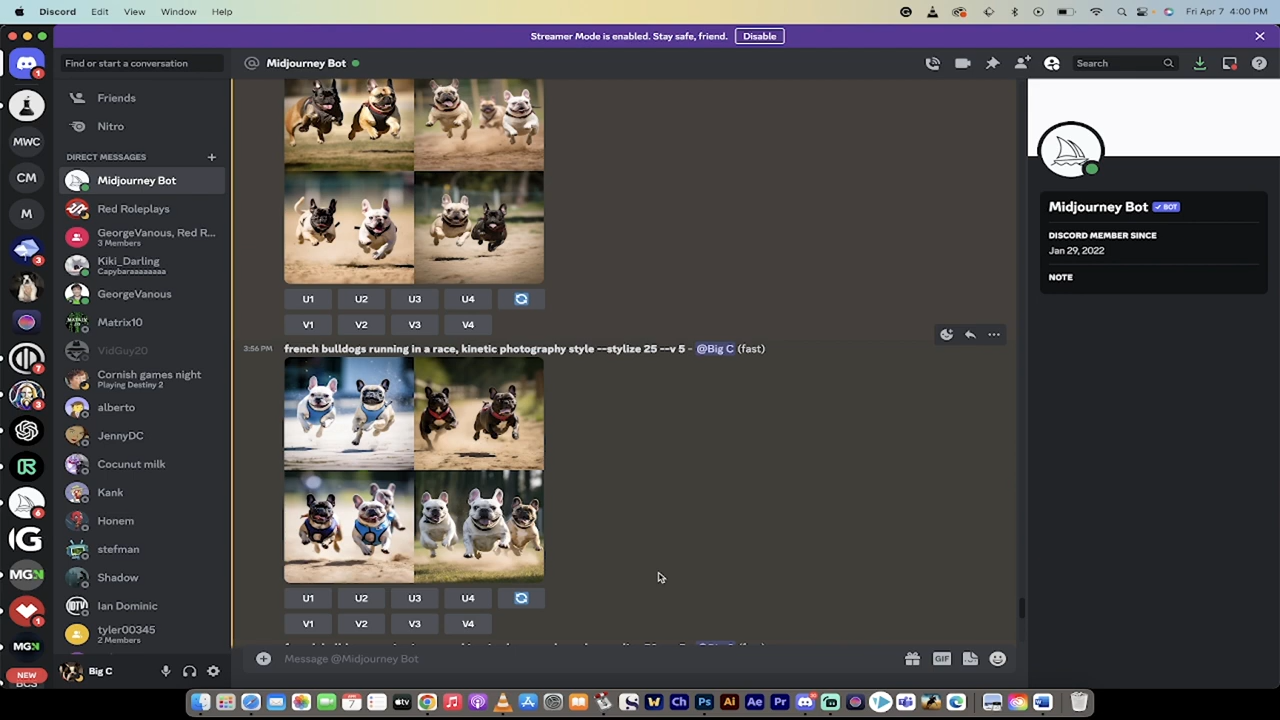 Discord Edit View Window Help Fri Apr 7 4:00 PM
Streamer Mode is enabled. Stay safe, friend. Disable
Find or start a conversation
Midjourney Bot
Search
Friends
Nitro
DIRECT MESSAGES
Midjourney Bot
Red Roleplays
GeorgeVanous, Red R...
3 Members
Kiki_Darling
Capybaraaaaaaa
GeorgeVanous
Matrix10
VidGuy20
Cornish games night
Playing Destiny 2
alberto
JennyDC
Cocunut milk
Kank
Honem
stefman
Shadow
Ian Dominic
tyler00345
2 Members
Big C
MWC
CM
M
MGN
MGN
NEW
U1 U2 U3 U4
V1 V2 V3 V4
3:56 PM french bulldogs running in a race, kinetic photography style --stylize 25 --v 5 - @Big C (fast)
U1 U2 U3 U4
V1 V2 V3 V4
Message @Midjourney Bot
GIF
Midjourney Bot BOT
DISCORD MEMBER SINCE
Jan 29, 2022
NOTE